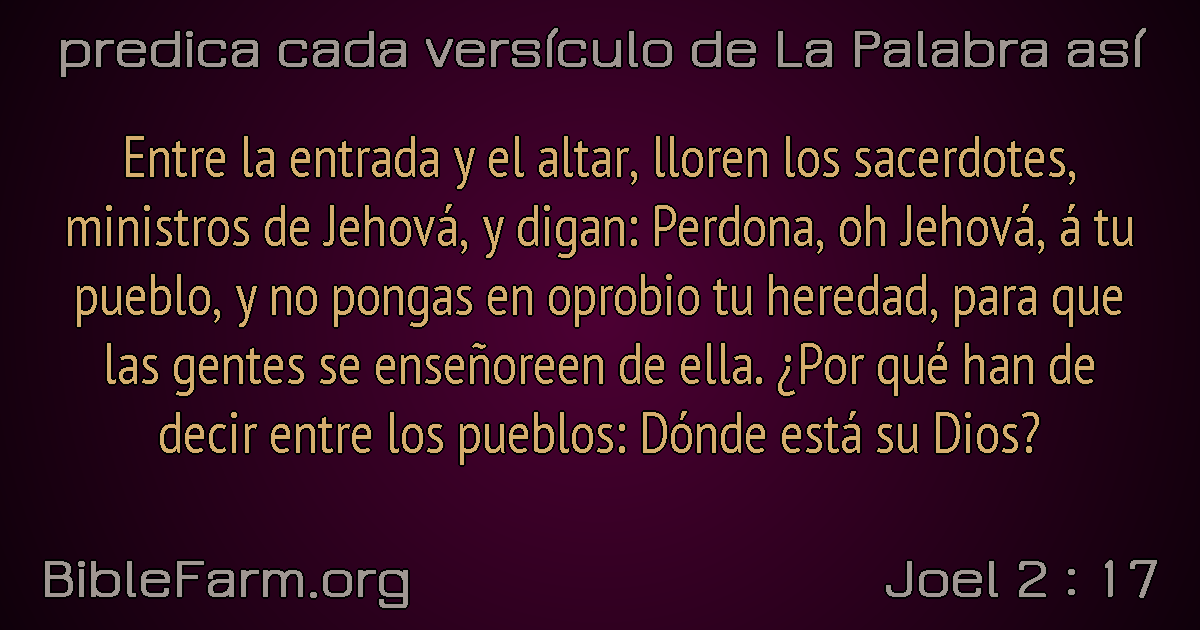 predica cada versículo de La Palabra así
Entre la entrada y el altar, lloren los sacerdotes,
ministros de Jehová, y digan: Perdona, oh Jehová, á tu
pueblo, y no pongas en oprobio tu heredad, para que
las gentes se enseñoreen de ella. ¿Por qué han de
decir entre los pueblos: Dónde está su Dios?
BibleFarm.org
Joel 2 : 17